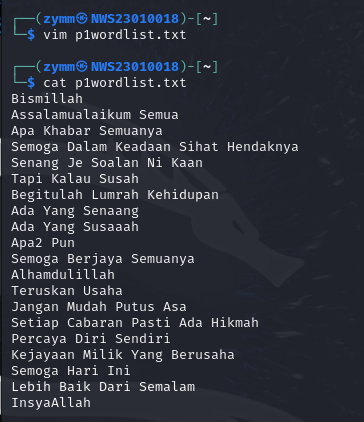 ┌──(zymm㉿NWS23010018)-[~]
└─$ vim p1wordlist.txt
┌──(zymm㉿NWS23010018)-[~]
└─$ cat p1wordlist.txt
Bismillah
Assalamualaikum Semua
Apa Khabar Semuanya
Semoga Dalam Keadaan Sihat Hendaknya
Senang Je Soalan Ni Kaan
Tapi Kalau Susah
Begitulah Lumrah Kehidupan
Ada Yang Senaang
Ada Yang Susaaah
Apa2 Pun
Semoga Berjaya Semuanya
Alhamdulillah
Teruskan Usaha
Jangan Mudah Putus Asa
Setiap Cabaran Pasti Ada Hikmah
Percaya Diri Sendiri
Kejayaan Milik Yang Berusaha
Semoga Hari Ini
Lebih Baik Dari Semalam
InsyaAllah